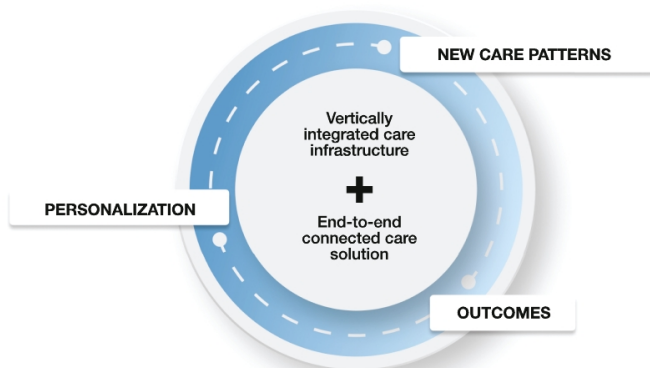 NEW CARE PATTERNS
Vertically
integrated care
infrastructure
+
End-to-end
connected care
solution
PERSONALIZATION
OUTCOMES